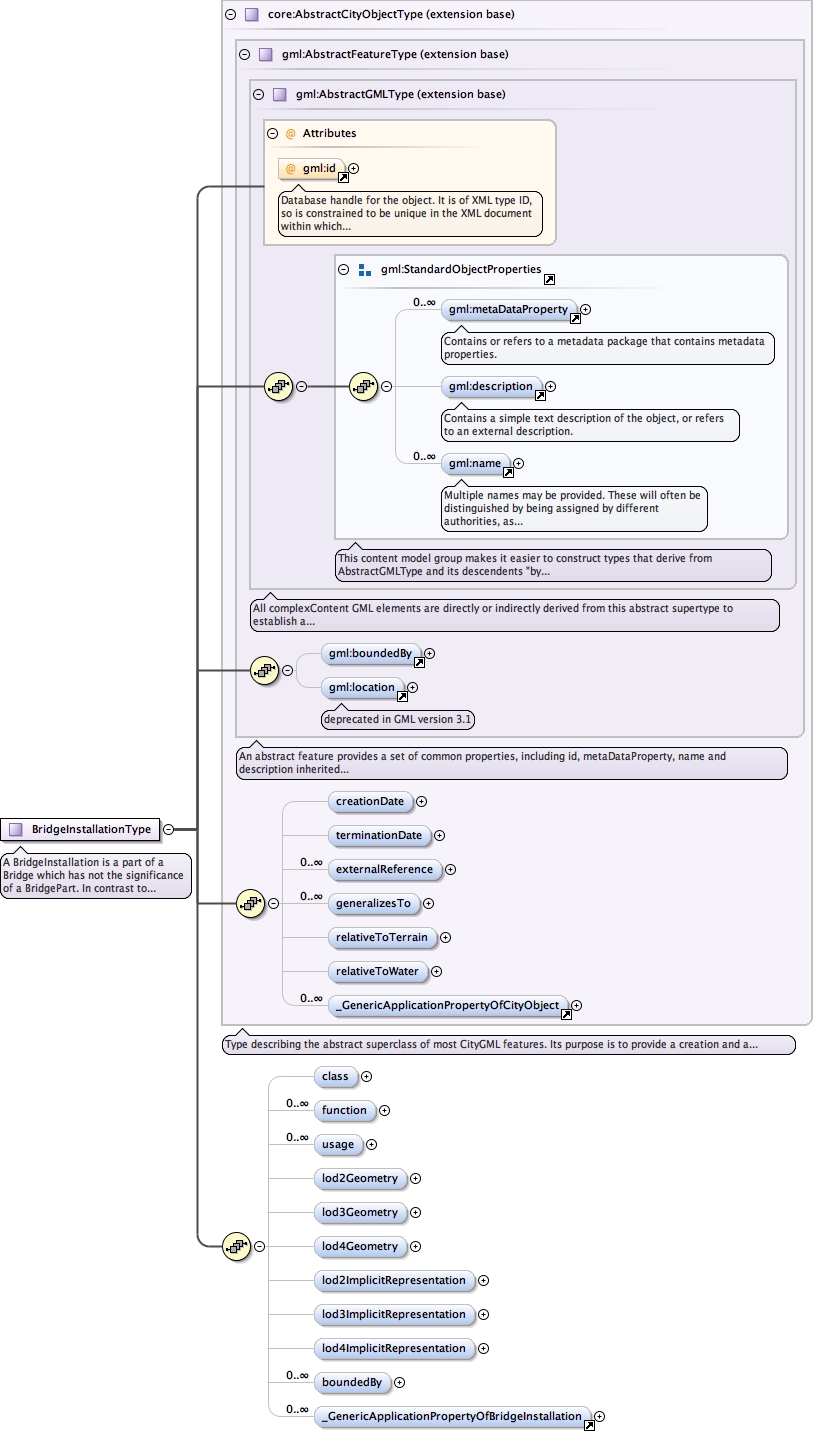 core:AbstractCityObjectType (extension base)
gml:AbstractFeatureType (extension base)
gml:AbstractGMLType (extension base)
@ Attributes
@ gml:id
Database handle for the object. It is of XML type ID,
so is constrained to be unique in the XML document
within which...
gml:StandardObjectProperties
0..∞
gml:metaDataProperty
Contains or refers to a metadata package that contains metadata
properties.
gml:description
Contains a simple text description of the object, or refers
to an external description.
0..∞
gml:name
Multiple names may be provided. These will often be
distinguished by being assigned by different
authorities, as...
This content model group makes it easier to construct types that derive from
AbstractGMLType and its descendents "by...
All complexContent GML elements are directly or indirectly derived from this abstract supertype to
establish a...
gml:boundedBy
gml:location
deprecated in GML version 3.1
An abstract feature provides a set of common properties, including id, metaDataProperty, name and
description inherited...
BridgeInstallationType
A BridgeInstallation is a part of a
Bridge which has not the significance
of a BridgePart. In contrast to...
creationDate
terminationDate
0..∞
externalReference
0..∞
generalizesTo
relativeToTerrain
relativeToWater
0..∞
_GenericApplicationPropertyOfCityObject
Type describing the abstract superclass of most CityGML features. Its purpose is to provide a creation and a...
class
0..∞
function
0..∞
usage
lod2Geometry
lod3Geometry
lod4Geometry
lod2ImplicitRepresentation
lod3ImplicitRepresentation
lod4ImplicitRepresentation
0..∞
boundedBy
0..∞
_GenericApplicationPropertyOfBridgeInstallation